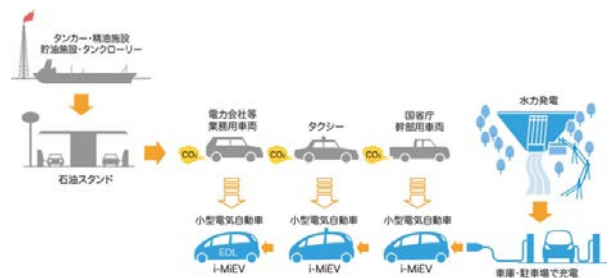 タンカー・精油施設
貯油施設・タンクローリー
石油スタンド
電力会社等
業務用車両
タクシー
国省庁
幹部用車両
水力発電
CO₂
CO₂
CO₂
小型電気自動車
小型電気自動車
小型電気自動車
EDL
i-MiEV
i-MiEV
i-MiEV
車庫・駐車場で充電